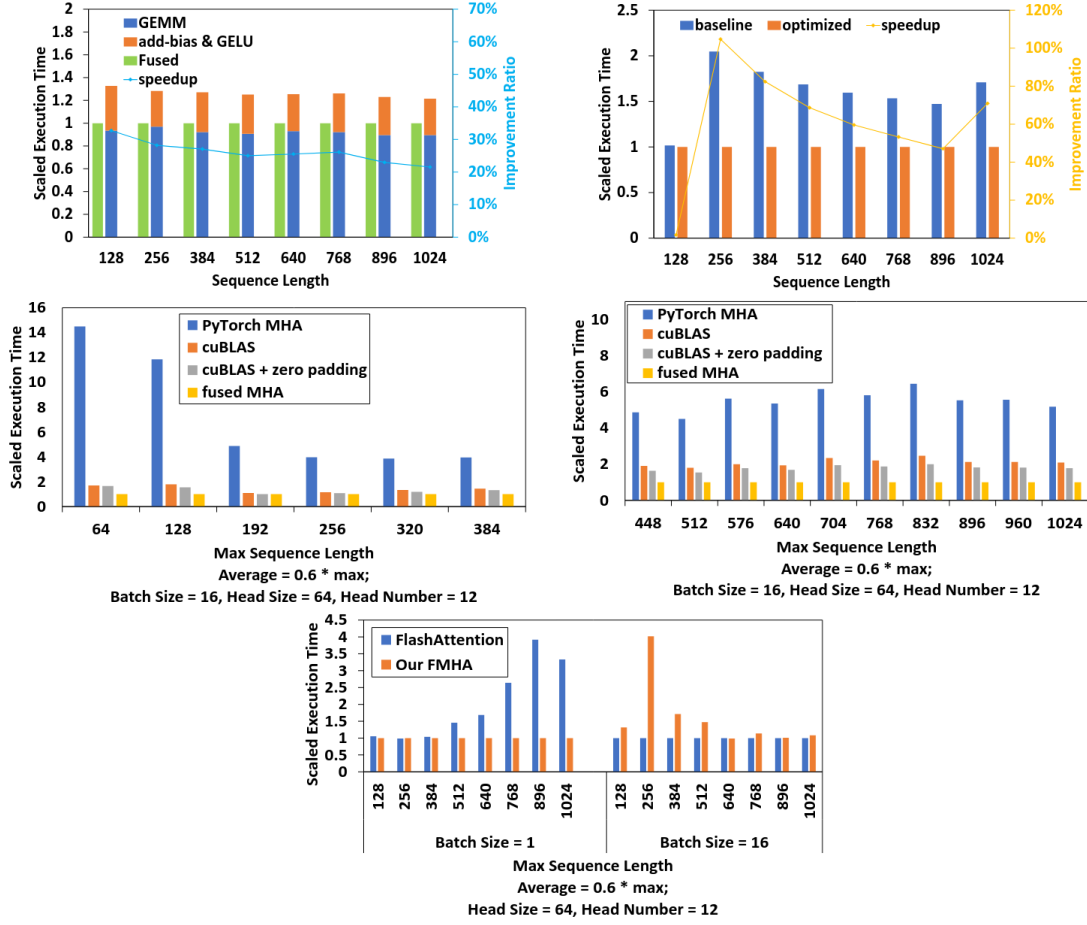 2
1.8
1.6
1.4
1.2
1
0.8
0.6
0.4
0.2
0
Scaled Execution Time
GEMM
add-bias & GELU
Fused
speedup
70%
60%
50%
40%
30%
20%
10%
0%
Improvement Ratio
128 256 384 512 640 768 896 1024
Sequence Length
2.5
2
1.5
1
0.5
0
Scaled Execution Time
baseline optimized speedup
120%
100%
80%
60%
40%
20%
0%
Improvement Ratio
128 256 384 512 640 768 896 1024
Sequence Length
16
14
12
10
8
6
4
2
0
Scaled Execution Time
PyTorch MHA
cuBLAS
cuBLAS + zero padding
fused MHA
64 128 192 256 320 384
Max Sequence Length
Average = 0.6 * max;
Batch Size = 16, Head Size = 64, Head Number = 12
10
8
6
4
2
0
Scaled Execution Time
PyTorch MHA
cuBLAS
cuBLAS + zero padding
fused MHA
448 512 576 640 704 768 832 896 960 1024
Max Sequence Length
Average = 0.6 * max;
Batch Size = 16, Head Size = 64, Head Number = 12
4.5
4
3.5
3
2.5
2
1.5
1
0.5
0
Scaled Execution Time
FlashAttention
Our FMHA
128 256 384 512 640 768 896 1024 128 256 384 512 640 768 896 1024
Batch Size = 1 Batch Size = 16
Max Sequence Length
Average = 0.6 * max;
Head Size = 64, Head Number = 12